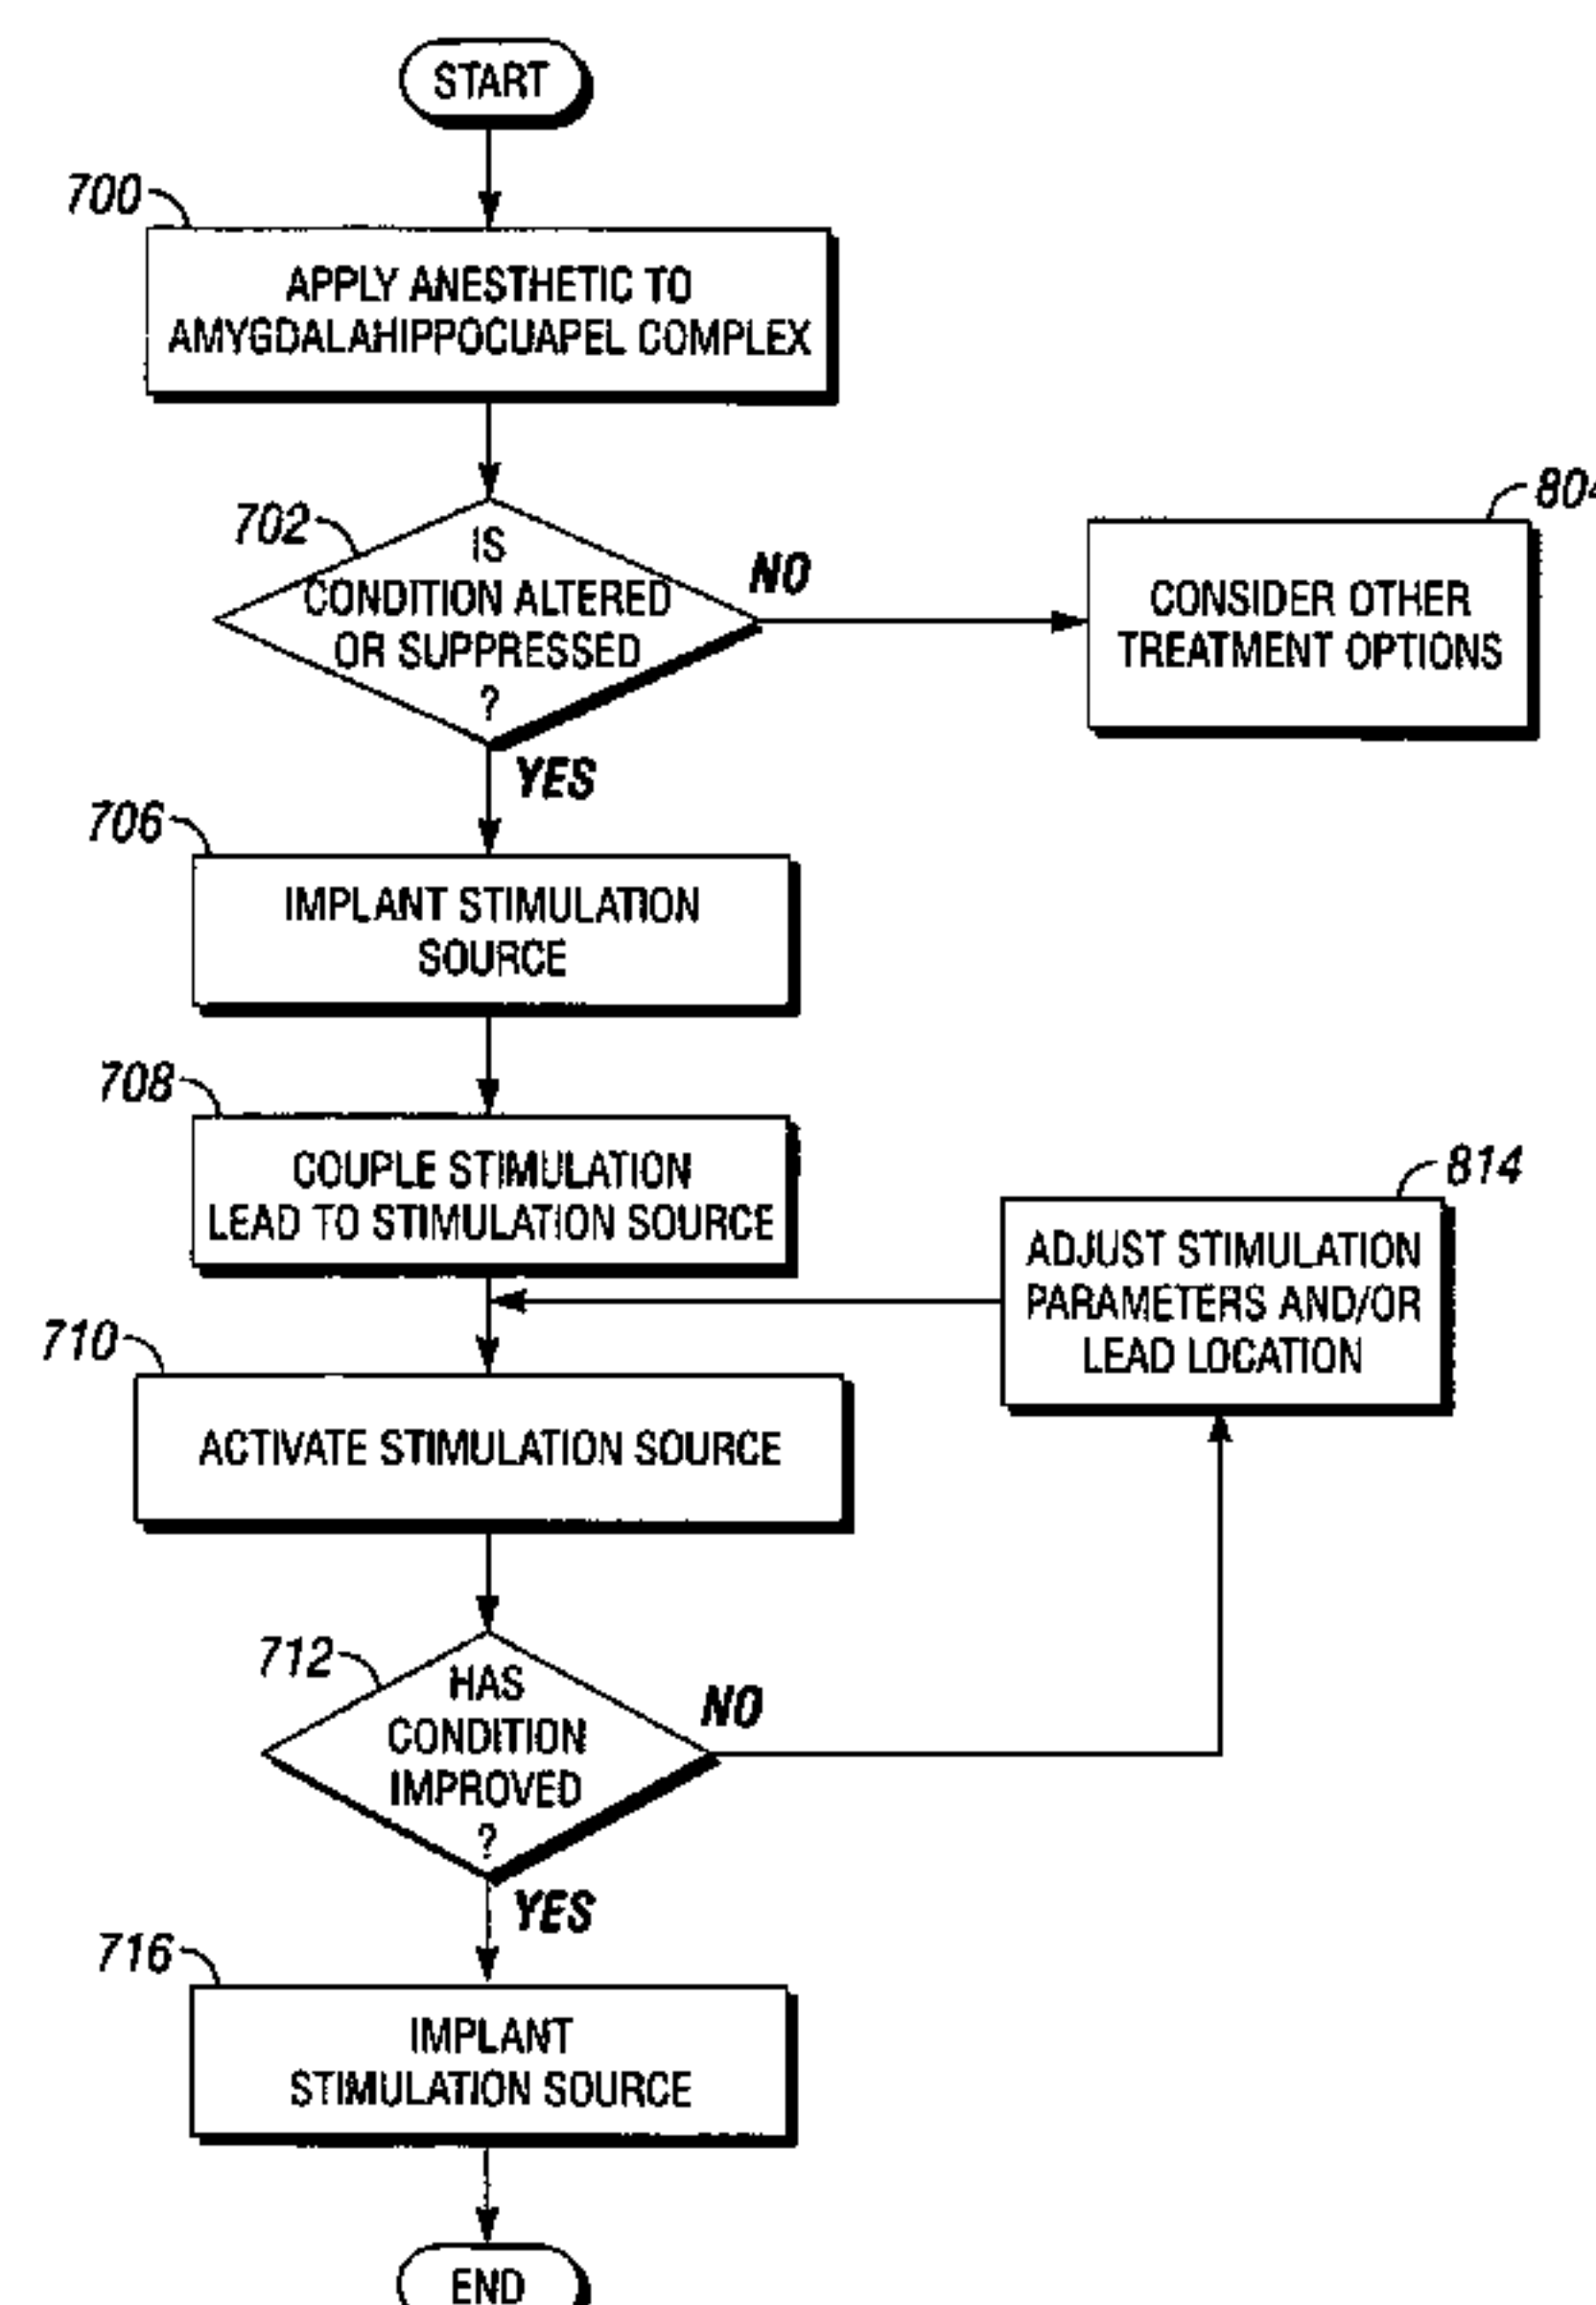 START
700
APPLY ANESTHETIC TO
AMYGDALAHIPPOCUAPEL COMPLEX
702
IS
CONDITION ALTERED
OR SUPPRESSED
?
NO
804
CONSIDER OTHER
TREATMENT OPTIONS
YES
706
IMPLANT STIMULATION
SOURCE
708
COUPLE STIMULATION
LEAD TO STIMULATION SOURCE
814
ADJUST STIMULATION
PARAMETERS AND/OR
LEAD LOCATION
710
ACTIVATE STIMULATION SOURCE
712
HAS
CONDITION
IMPROVED
?
NO
YES
716
IMPLANT
STIMULATION SOURCE
END